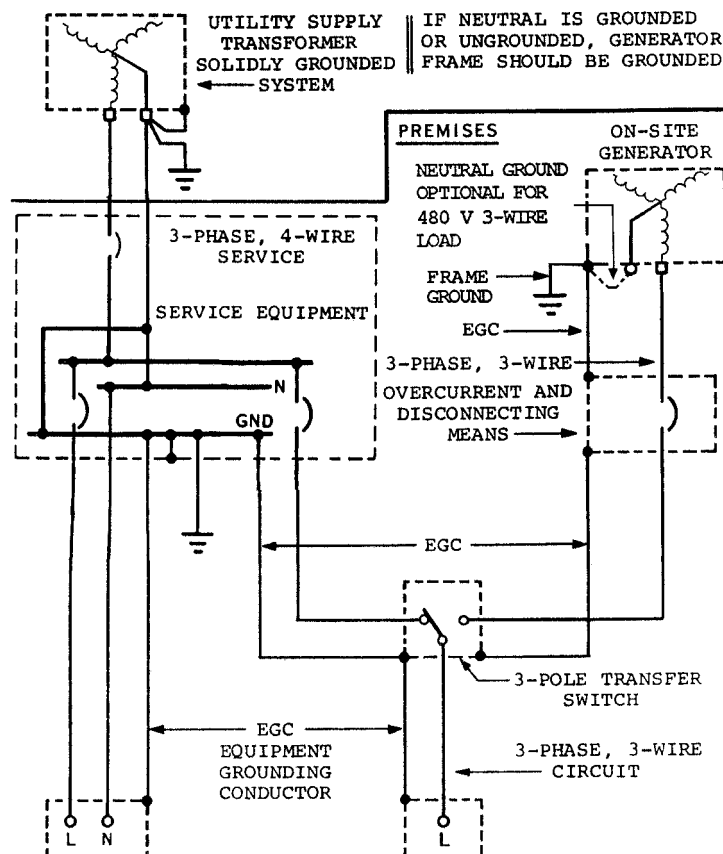 UTILITY SUPPLY
TRANSFORMER
SOLIDLY GROUNDED
SYSTEM
IF NEUTRAL IS GROUNDED
OR UNGROUNDED, GENERATOR
FRAME SHOULD BE GROUNDED
PREMISES
ON-SITE
GENERATOR
NEUTRAL GROUND
OPTIONAL FOR
480 V 3-WIRE
LOAD
3-PHASE, 4-WIRE
SERVICE
FRAME
GROUND
SERVICE EQUIPMENT
EGC
3-PHASE, 3-WIRE
N
OVERCURRENT AND
DISCONNECTING
MEANS
GND
EGC
3-POLE TRANSFER
SWITCH
EGC
EQUIPMENT
GROUNDING
CONDUCTOR
3-PHASE, 3-WIRE
CIRCUIT
L N
L